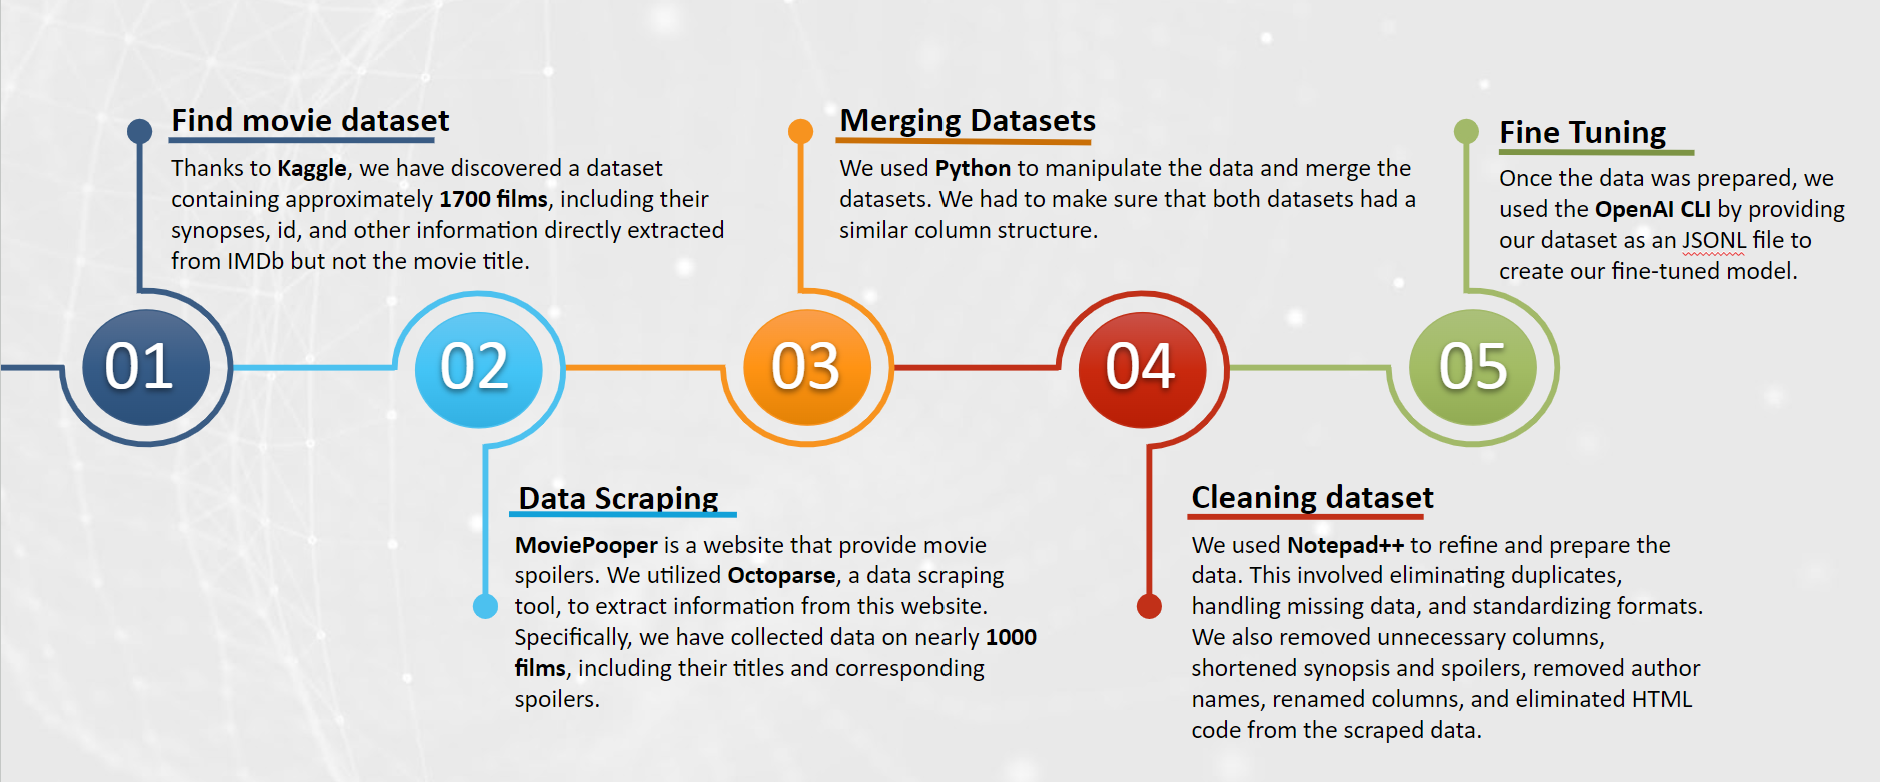 Find movie dataset
Thanks to Kaggle, we have discovered a dataset
containing approximately 1700 films, including their
synopses, id, and other information directly extracted
from IMDb but not the movie title.
01
02
Data Scraping
MoviePooper is a website that provide movie
spoilers. We utilized Octoparse, a data scraping
tool, to extract information from this website.
Specifically, we have collected data on nearly 1000
films, including their titles and corresponding
spoilers.
Merging Datasets
We used Python to manipulate the data and merge the
datasets. We had to make sure that both datasets had a
similar column structure.
03
04
Cleaning dataset
We used Notepad++ to refine and prepare the
data. This involved eliminating duplicates,
handling missing data, and standardizing formats.
We also removed unnecessary columns,
shortened synopsis and spoilers, removed author
names, renamed columns, and eliminated HTML
code from the scraped data.
Fine Tuning
Once the data was prepared, we
used the OpenAI CLI by providing
our dataset as an JSONL file to
create our fine-tuned model.
05